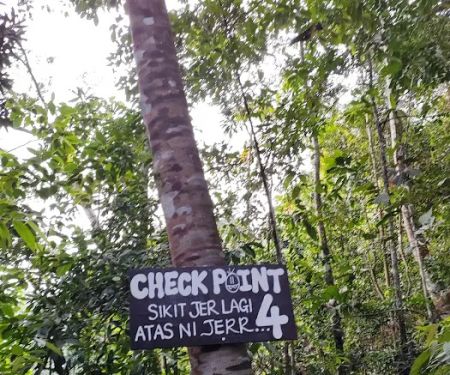 CHECK POINT
SIKIT JER LAGI
ATAS NI JERR...4